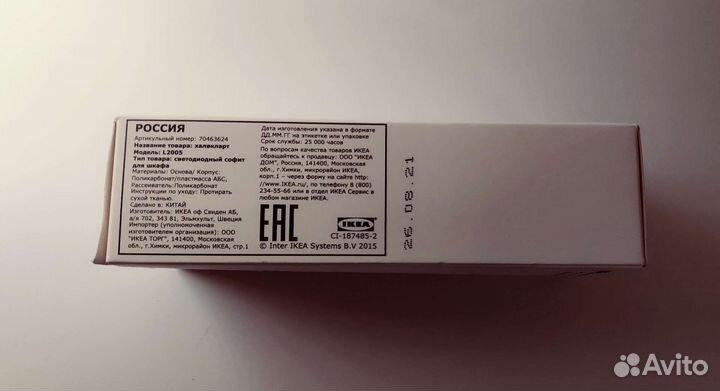 РОССИЯ
Артикульный номер: 70463624
Название товара: халвкларт
Модель: L2005
Тип товара: светодиодный софит
для шкафа
Материалы: Основа/ Корпус:
Поликарбонат/пластмасса АБС,
Рассеиватель:Поликарбонат
Инструкции по уходу: Протирать
сухой тканью.
Сделано в: КИТАЙ
Изготовитель: ИКЕА оф Свиден АБ,
а/я 702, 343 81, Эльмхульт, Швеция
Импортер (уполномоченная
изготовителем организация): ООО
"ИКЕА ТОРГ", 141400, Московская
обл., г.Химки, микрорайон ИКЕА, стр.1
Дата изготовления указана в формате
ДД.ММ.ГГ на этикетке или упаковке
Срок службы: 25 000 часов
По вопросам качества товаров ИКЕА
обращайтесь к продавцу: ООО "ИКЕА
ДОМ", Россия, 141400, Московская
обл., г.Химки, микрорайон ИКЕА,
корп.1 – через форму на сайте http:
//www.IKEA.ru/, по телефону 8 (800)
234-55-66 или в отдел ИКЕА Сервис в
любом магазине ИКЕА.
EAC
IKEA
CI-187485-2
© Inter IKEA Systems B.V 2015
26.08.21
Avito